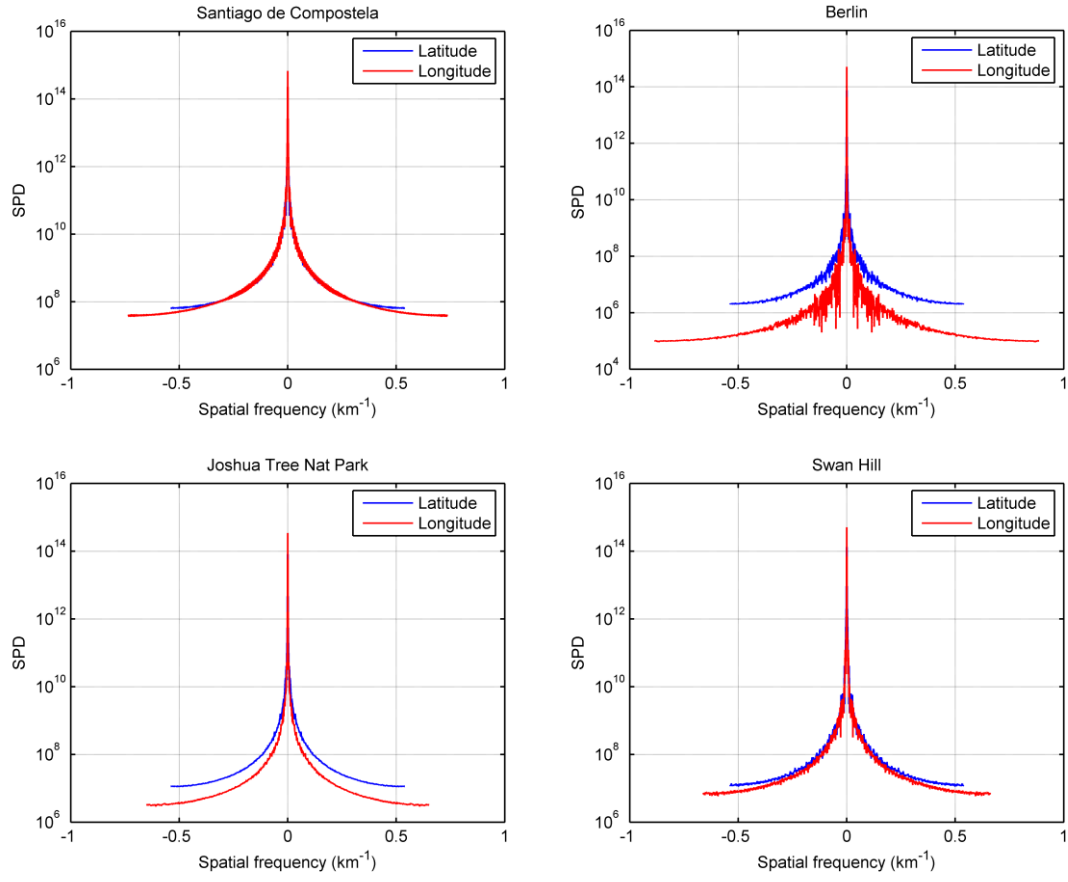 Santiago de Compostela
10^16
10^14
10^12
10^10
10^8
10^6
SPD
Latitude
Longitude
-1
-0.5
0
0.5
1
Spatial frequency (km^-1)
Berlin
10^16
10^14
10^12
10^10
10^8
10^6
10^4
SPD
Latitude
Longitude
-1
-0.5
0
0.5
1
Spatial frequency (km^-1)
Joshua Tree Nat Park
10^16
10^14
10^12
10^10
10^8
10^6
SPD
Latitude
Longitude
-1
-0.5
0
0.5
1
Spatial frequency (km^-1)
Swan Hill
10^16
10^14
10^12
10^10
10^8
10^6
SPD
Latitude
Longitude
-1
-0.5
0
0.5
1
Spatial frequency (km^-1)